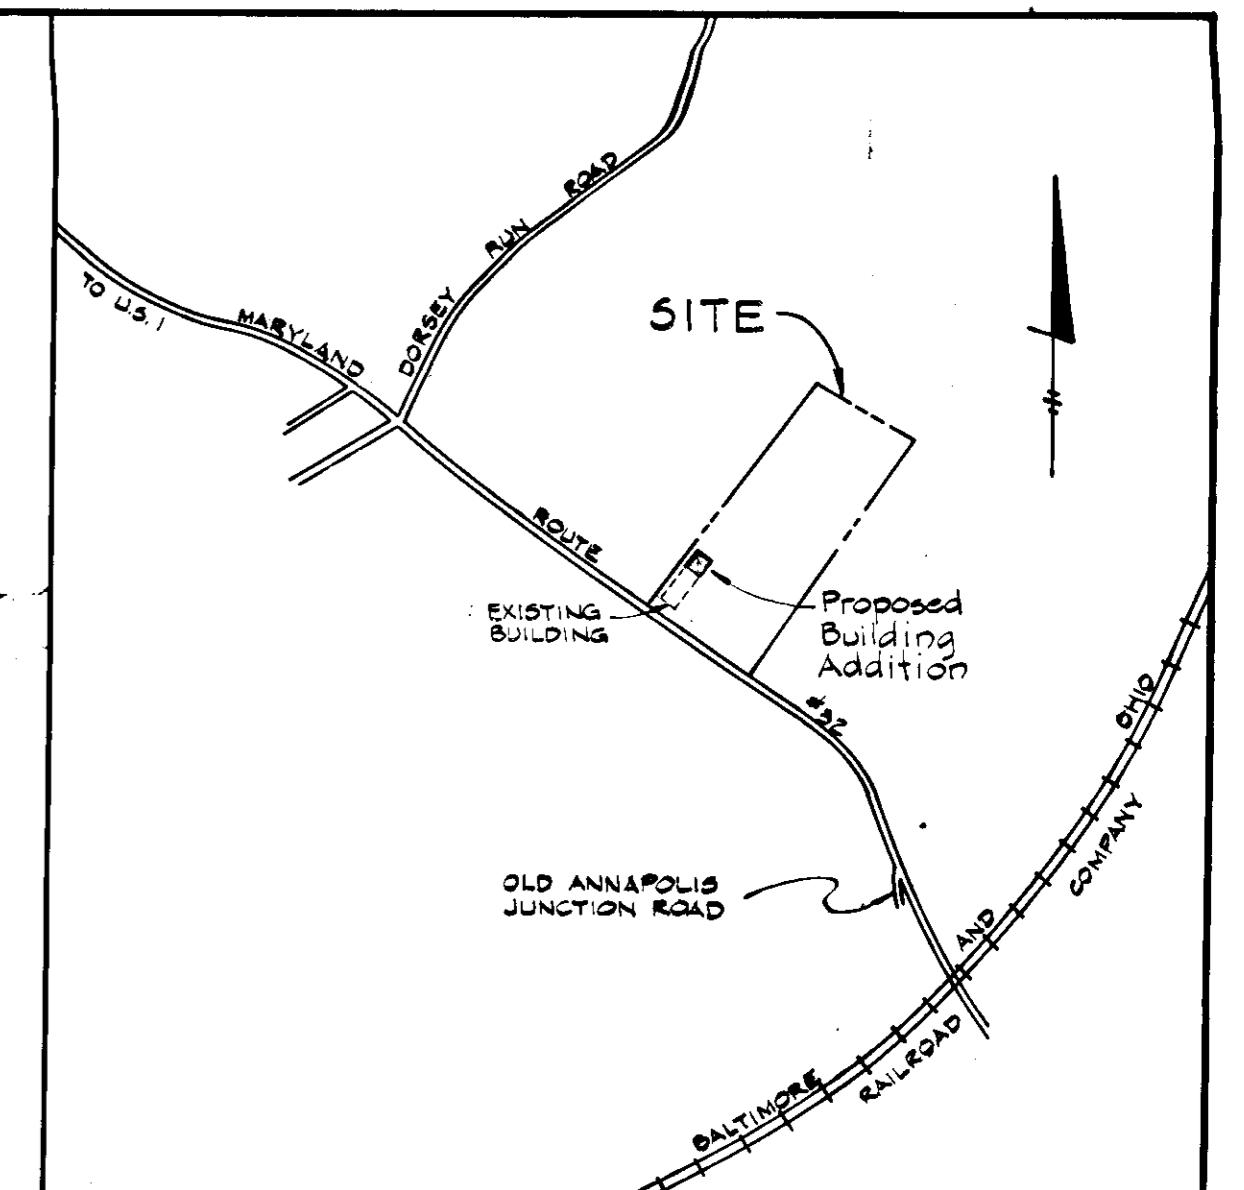 DORSEY RUN ROAD
TO U.S. 1
MARYLAND ROUTE #32
SITE
EXISTING
BUILDING
Proposed
Building
Addition
OLD ANNAPOLIS
JUNCTION ROAD
BALTIMORE AND OHIO
RAILROAD COMPANY